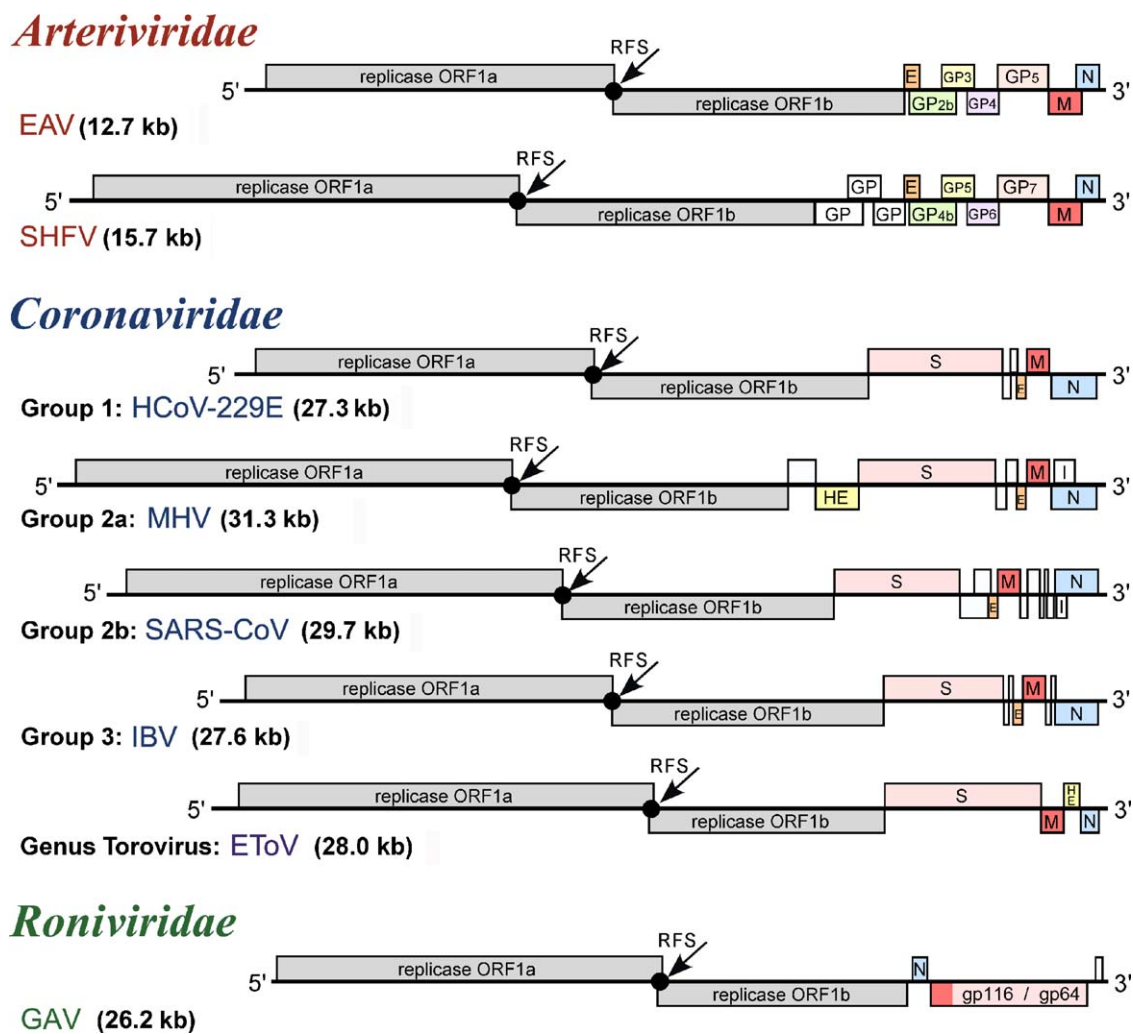 Arteriviridae
RFS
5' replicase ORF1a E GP3 GP5 N 3'
replicase ORF1b GP2b GP4 M
EAV (12.7 kb)
RFS
5' replicase ORF1a GP E GP5 GP7 N 3'
replicase ORF1b GP GP GP4b GP6 M
SHFV (15.7 kb)
Coronaviridae
RFS
5' replicase ORF1a S M 3'
replicase ORF1b E N
Group 1: HCoV-229E (27.3 kb)
RFS
5' replicase ORF1a S M I 3'
replicase ORF1b HE E N
Group 2a: MHV (31.3 kb)
RFS
5' replicase ORF1a S M N 3'
replicase ORF1b E I
Group 2b: SARS-CoV (29.7 kb)
RFS
5' replicase ORF1a S M 3'
replicase ORF1b E N
Group 3: IBV (27.6 kb)
RFS
5' replicase ORF1a S HE 3'
replicase ORF1b M N
Genus Torovirus: EToV (28.0 kb)
Roniviridae
RFS
5' replicase ORF1a N 3'
replicase ORF1b gp116 / gp64
GAV (26.2 kb)